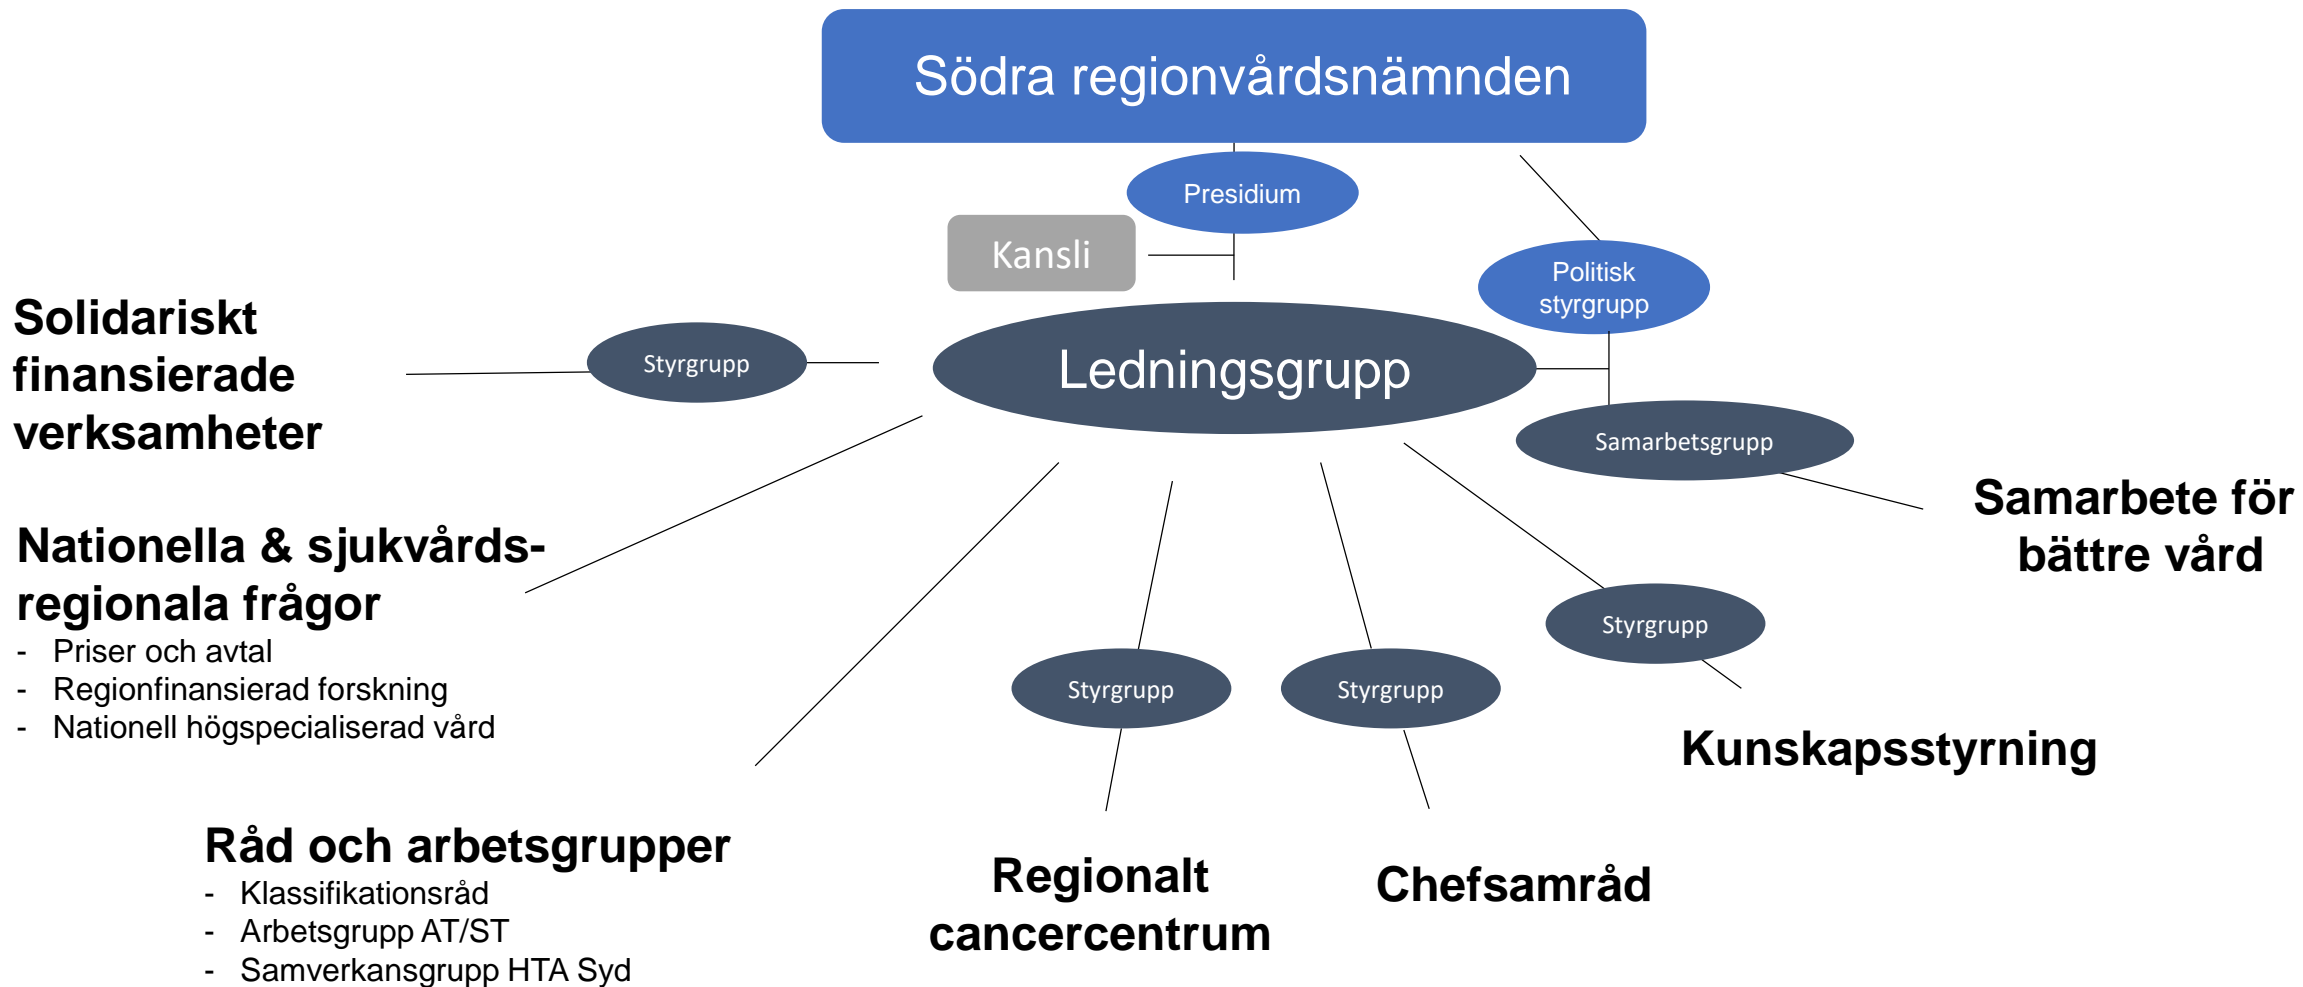 Södra regionvårdsnämnden
Presidium
Kansli
Politisk
styrgrupp
Solidariskt
finansierade
verksamheter
Styrgrupp
Ledningsgrupp
Samarbetsgrupp
Samarbete för
bättre vård
Nationella & sjukvårds-
regionala frågor
- Priser och avtal
- Regionfinansierad forskning
- Nationell högspecialiserad vård
Styrgrupp
Styrgrupp
Styrgrupp
Kunskapsstyrning
Råd och arbetsgrupper
- Klassifikationsråd
- Arbetsgrupp AT/ST
- Samverkansgrupp HTA Syd
Regionalt
cancercentrum
Chefsamråd